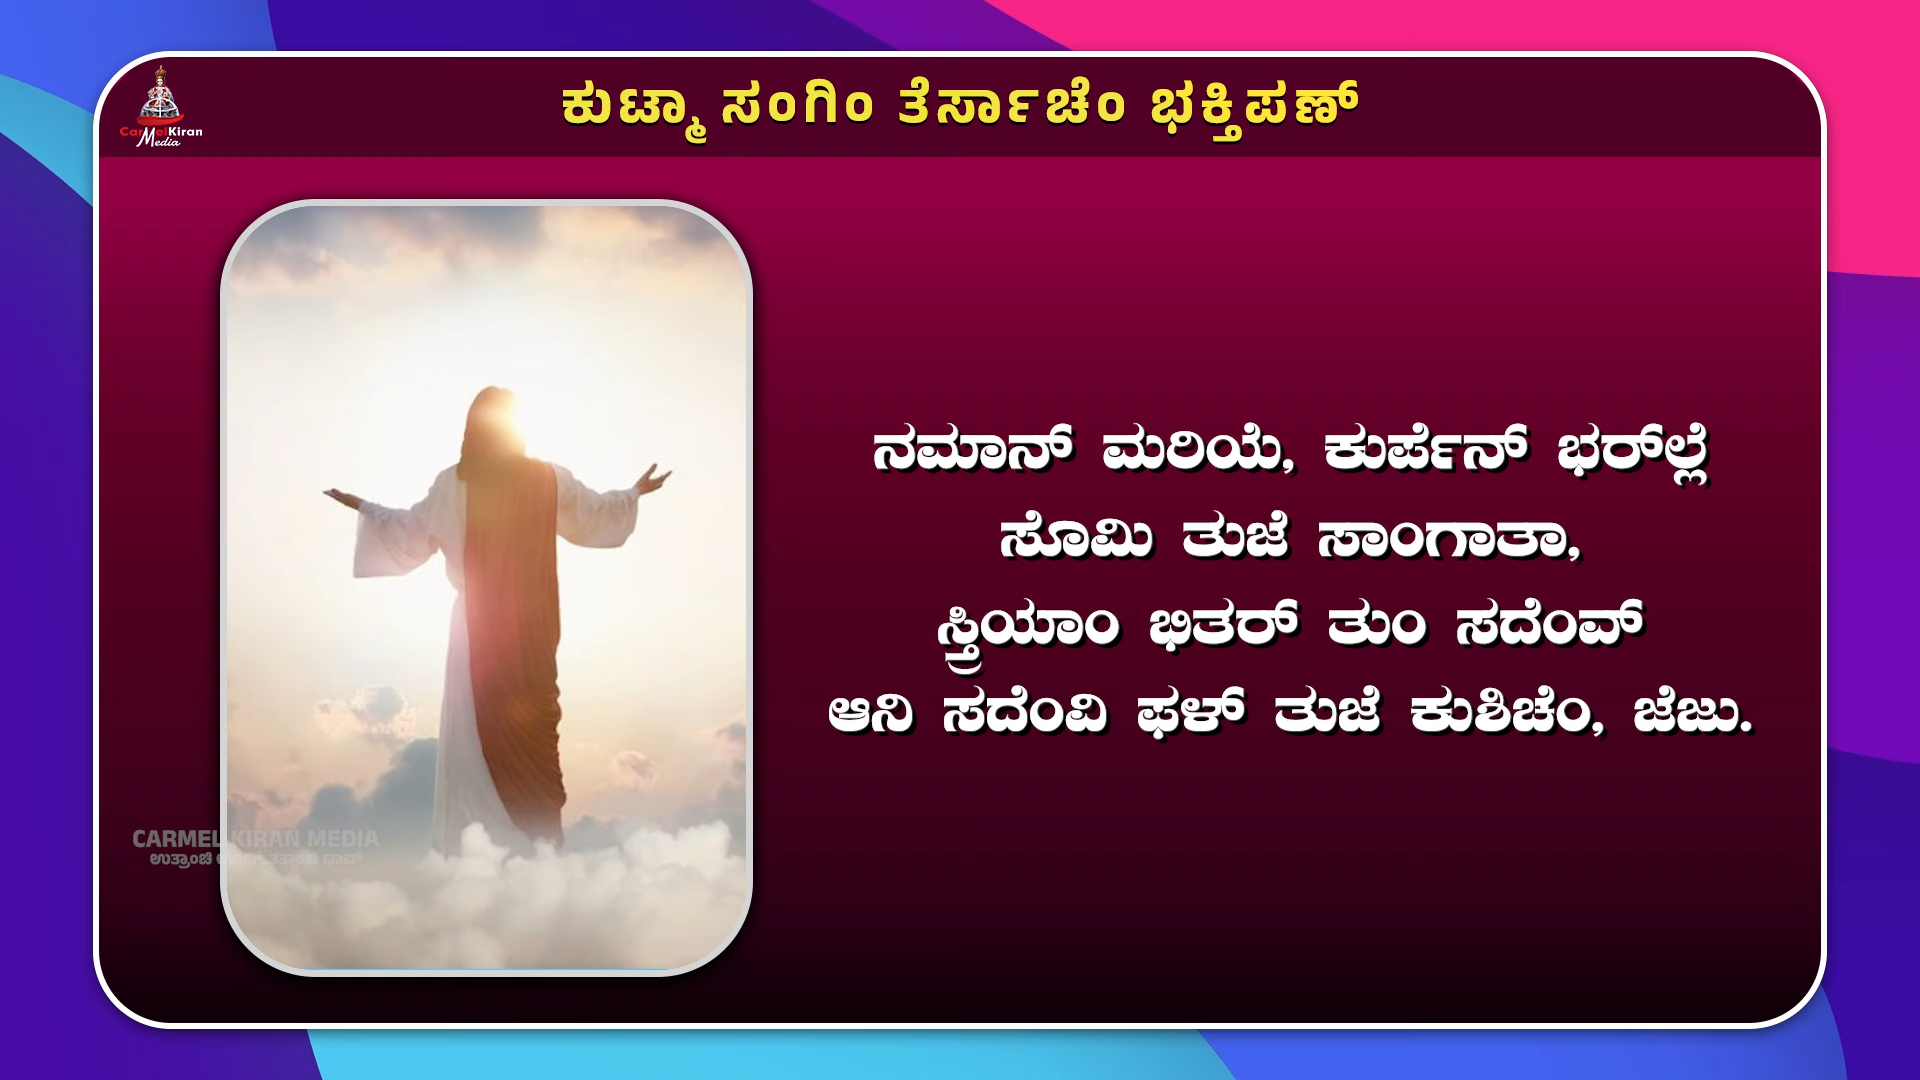 ಕುಟ್ಮಾ ಸಂಗಿಂ ತೆರ್ಸಾಚೆಂ ಭಕ್ತಿಪಣ್
CarmelKiran
Media
ನಮಾನ್ ಮರಿಯೆ, ಕುರ್ಪೆನ್ ಭರ್‌ಲ್ಲೆ
ಸೊಮಿ ತುಜೆ ಸಾಂಗಾತಾ,
ಸ್ತ್ರಿಯಾಂ ಭಿತರ್ ತುಂ ಸದೆಂವ್
ಆನಿ ಸದೆಂವಿ ಫಳ್ ತುಜೆ ಕುಶಿಚೆಂ, ಜೆಜು.
CARMEL KIRAN MEDIA